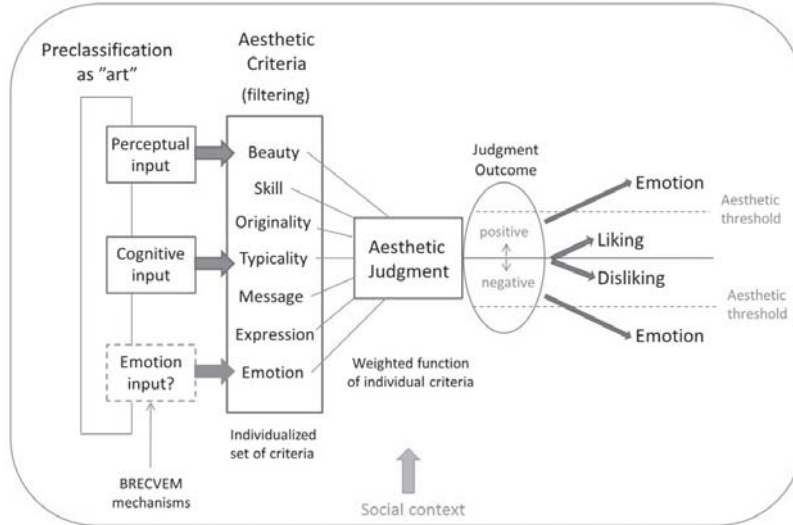 Preclassification
as "art"
Perceptual
input
Cognitive
input
Emotion
input?
BRECVEM
mechanisms
Aesthetic
Criteria
(filtering)
Beauty
Skill
Originality
Typicality
Message
Expression
Emotion
Individualized
set of criteria
Aesthetic
Judgment
Weighted function
of individual criteria
Social context
Judgment
Outcome
positive
negative
Emotion
Aesthetic
threshold
Liking
Disliking
Aesthetic
threshold
Emotion